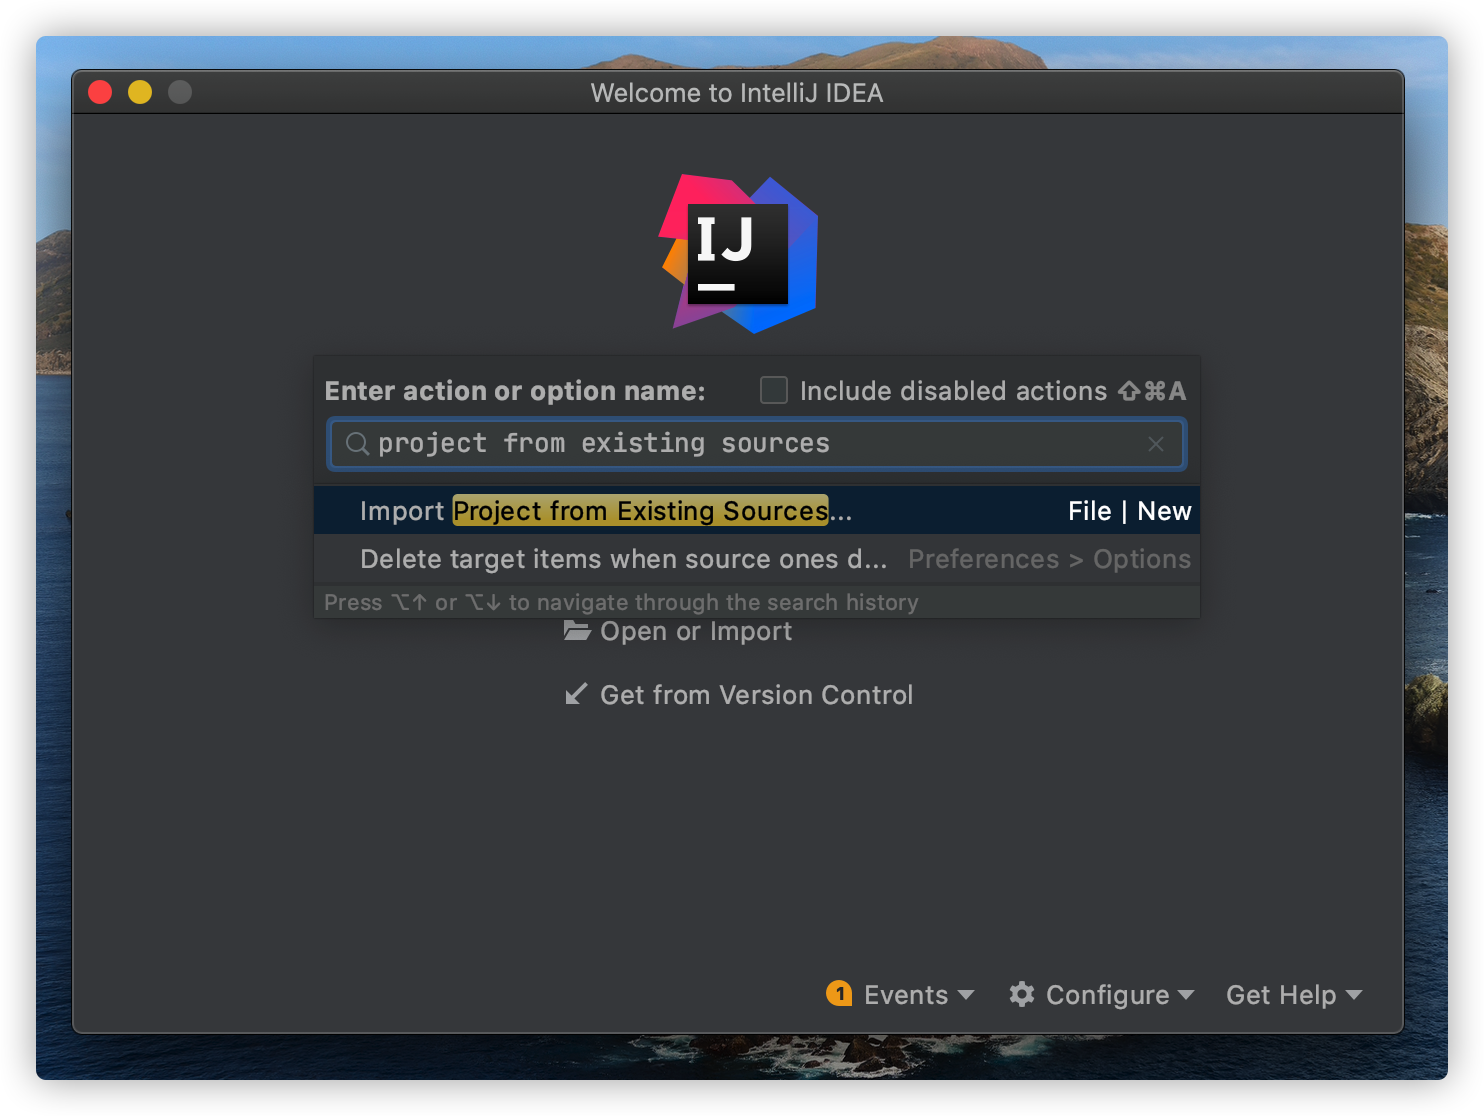 Welcome to IntelliJ IDEA
IJ
Enter action or option name: Include disabled actions ⇧⌘A
project from existing sources
Import Project from Existing Sources... File | New
Delete target items when source ones d... Preferences > Options
Press ⌥↑ or ⌥↓ to navigate through the search history
Open or Import
Get from Version Control
1 Events Configure Get Help